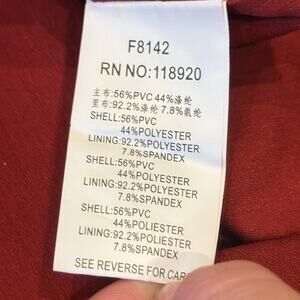 F8142
RN NO:118920
主布:56%PVC 44%涤纶
里布:92.2%涤纶 7.8%氨纶
SHELL:56%PVC
44%POLYESTER
LINING:92.2%POLYESTER
7.8%SPANDEX
SHELL:56%PVC
44%POLYESTER
LINING:92.2%POLYESTER
7.8%SPANDEX
SHELL:56%PVC
44%POLIESTER
LINING:92.2%POLIESTER
7.8%SPANDEX
SEE REVERSE FOR CAR